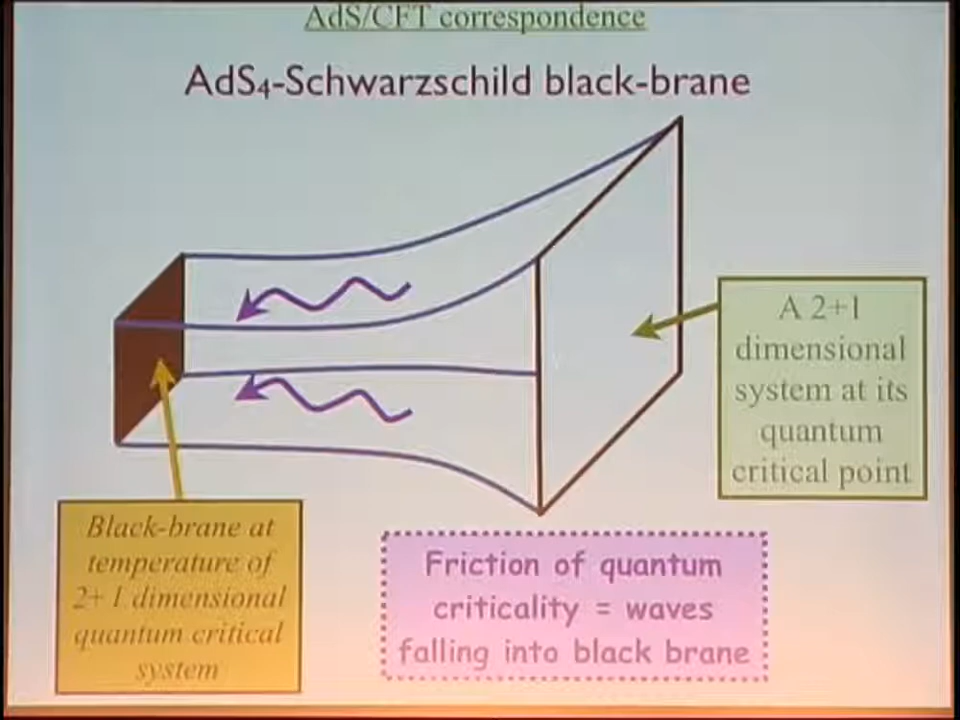 AdS/CFT correspondence
AdS4-Schwarzschild black-brane
A 2+1
dimensional
system at its
quantum
critical point
Black-brane at
temperature of
2+1 dimensional
quantum critical
system
Friction of quantum
criticality = waves
falling into black brane